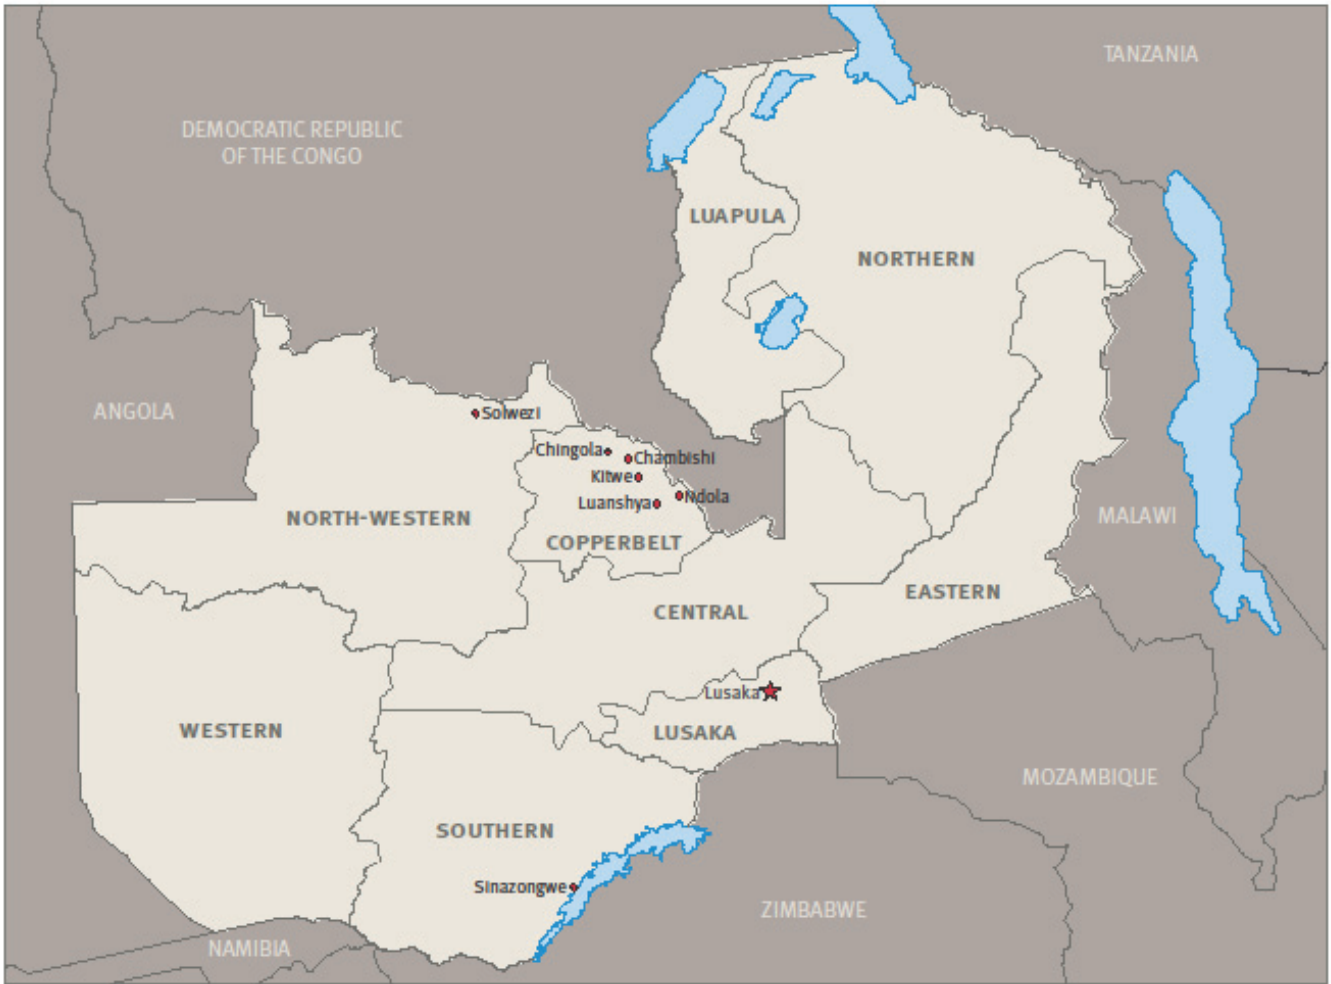 TANZANIA
DEMOCRATIC REPUBLIC
OF THE CONGO
LUAPULA
NORTHERN
ANGOLA
Solwezi
Chingola
Chambishi
Kitwe
Ndola
Luanshya
NORTH-WESTERN
MALAWI
COPPERBELT
EASTERN
CENTRAL
Lusaka
WESTERN
LUSAKA
MOZAMBIQUE
SOUTHERN
Sinazongwe
ZIMBABWE
NAMIBIA